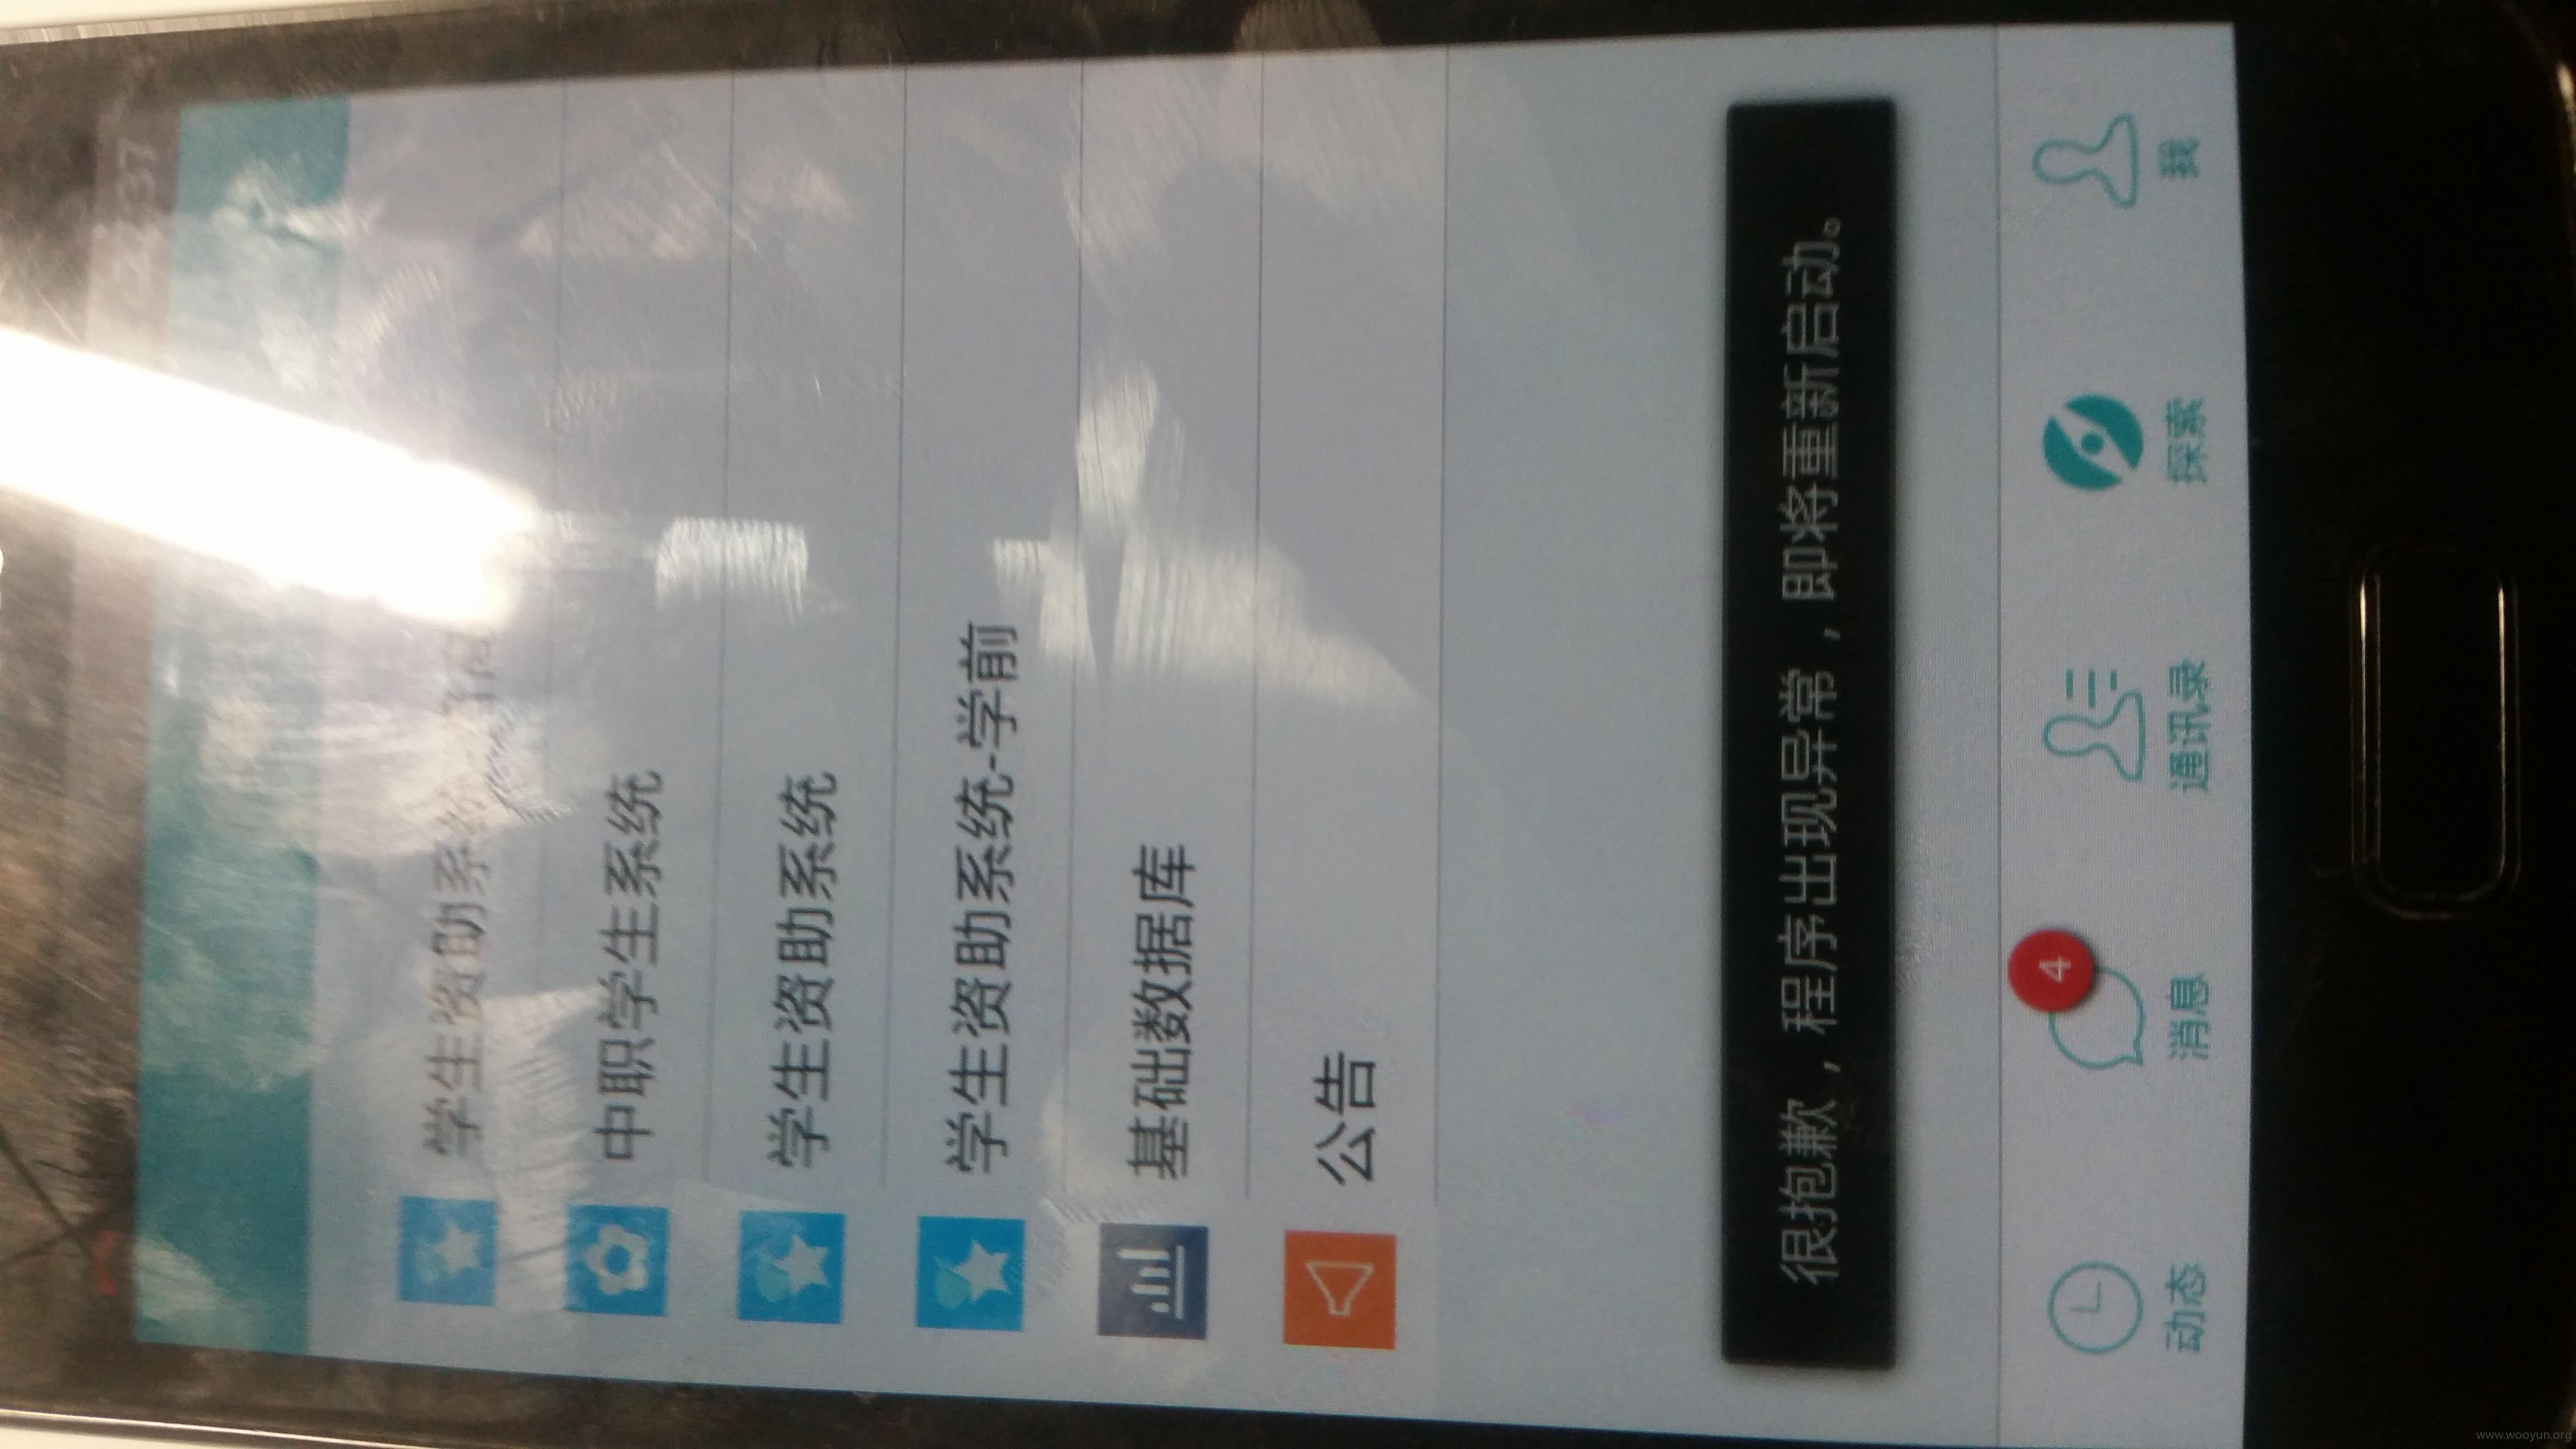 学生资助系统
中职学生系统
学生资助系统
学生资助系统-学前
基础数据库
公告
很抱歉，程序出现异常，即将重新启动。
4
动态
消息
通讯录
探索
我
www.wooyun.org